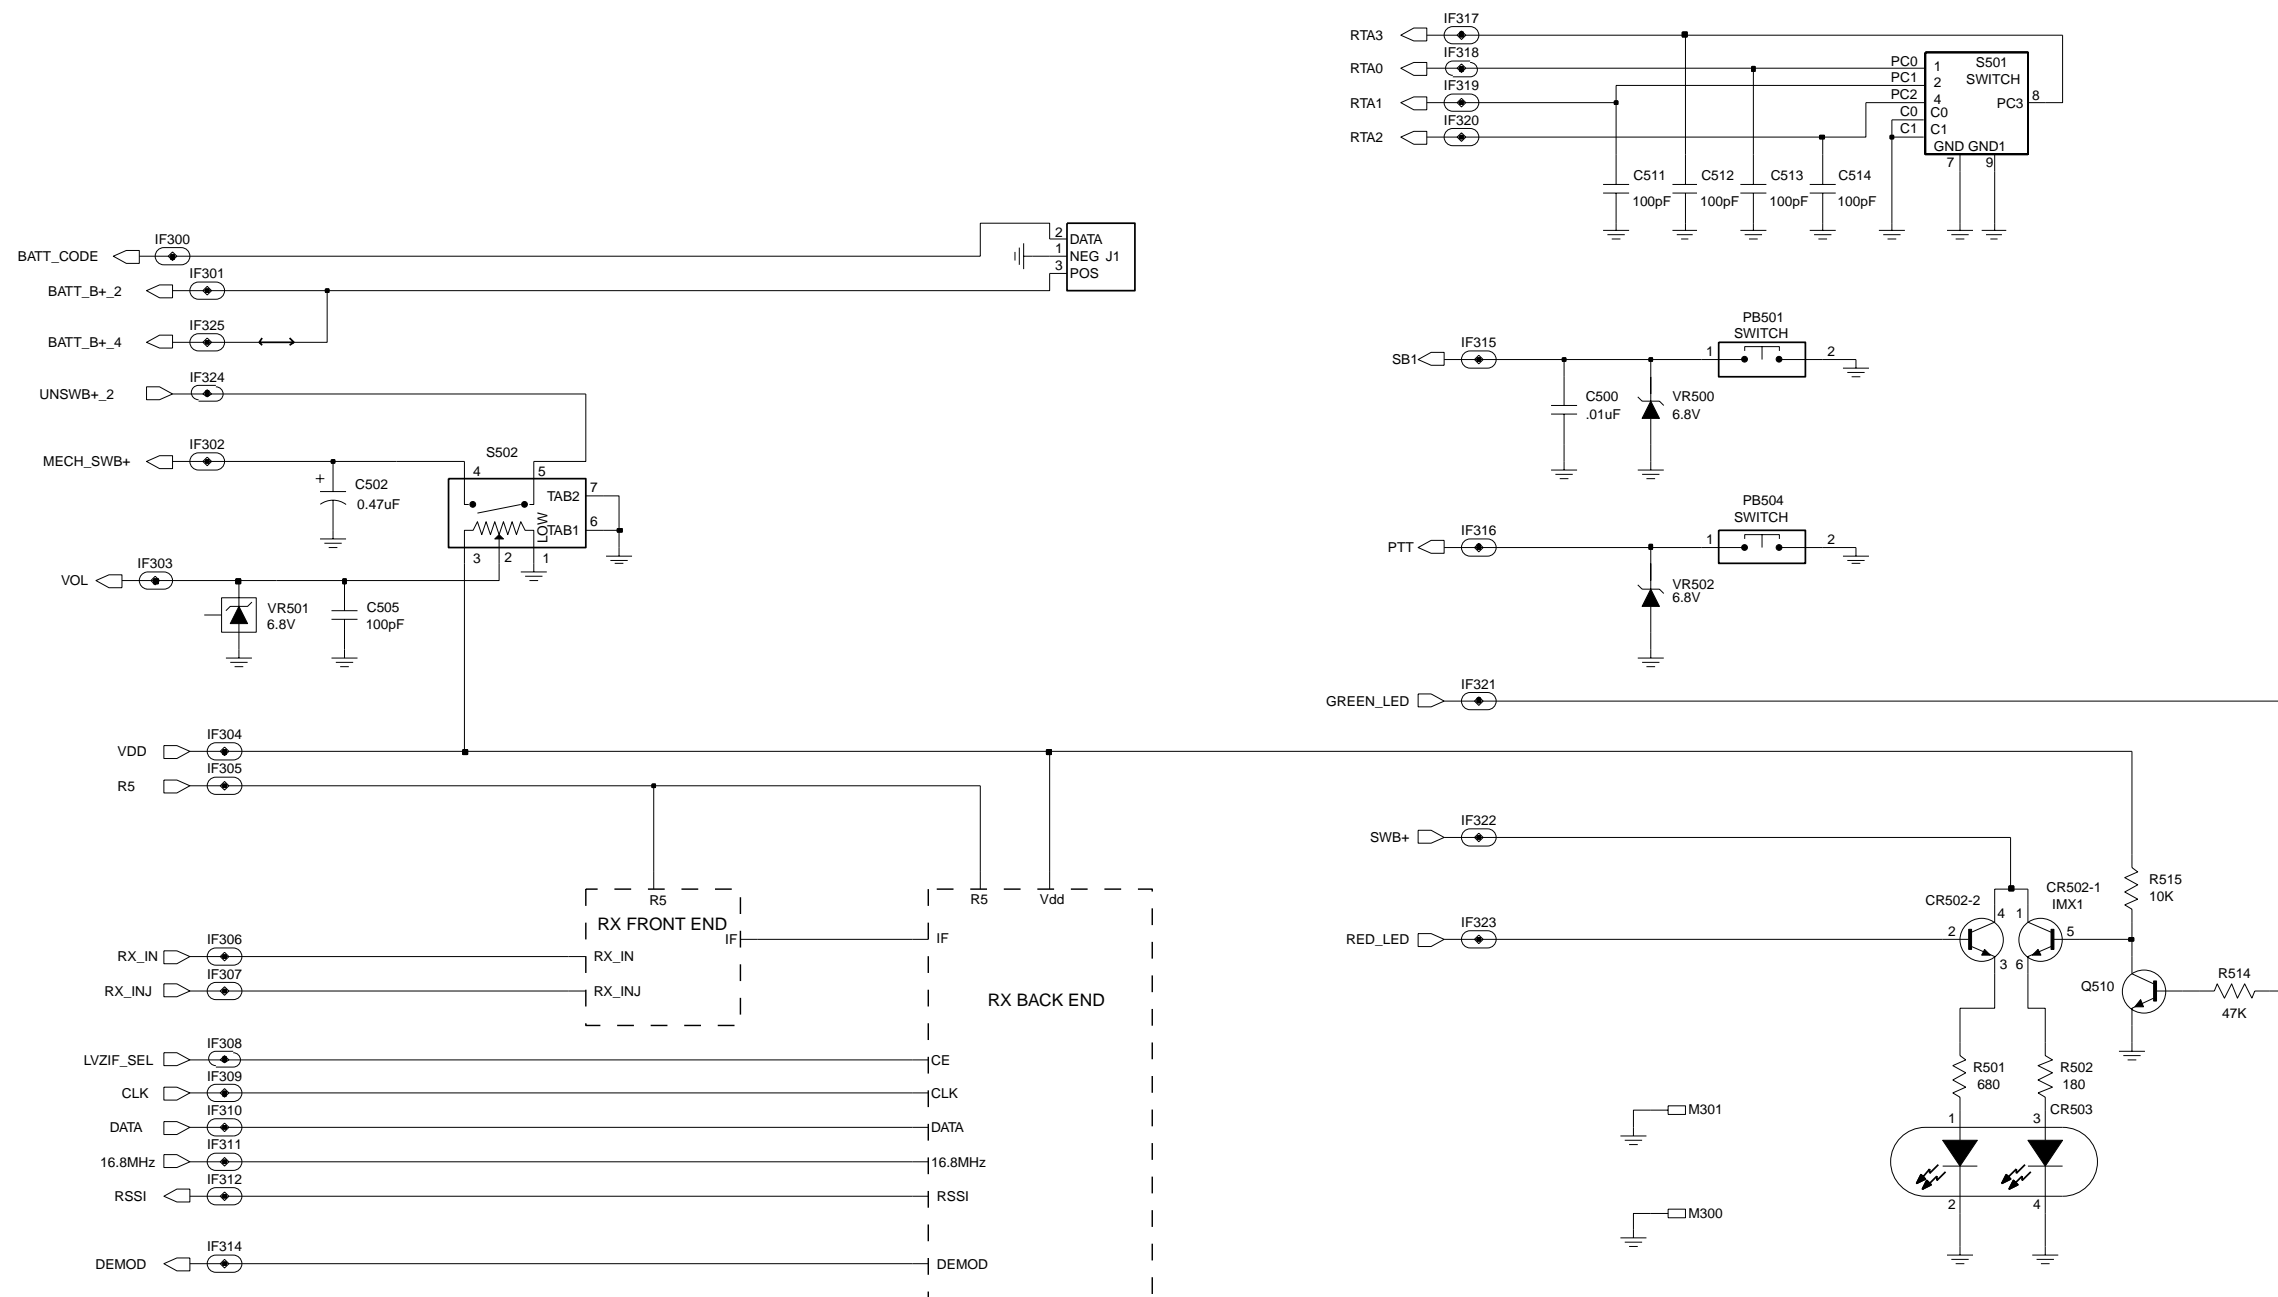 IF317
RTA3
IF318
RTA0
IF319
RTA1
IF320
RTA2
PC0
PC1
PC2
C0
C1
1
2
4
C0
C1
S501
SWITCH
PC3
8
GND GND1
7
9
C511
100pF
C512
100pF
C513
100pF
C514
100pF
IF300
BATT_CODE
IF301
BATT_B+_2
IF325
BATT_B+_4
2
1
3
DATA
NEG J1
POS
IF324
UNSWB+_2
IF302
MECH_SWB+
+
C502
0.47uF
S502
4
5
TAB2
7
LOW
TAB1
6
3
2
1
IF303
VOL
VR501
6.8V
C505
100pF
IF315
SB1
C500
.01uF
VR500
6.8V
PB501
SWITCH
1
2
IF316
PTT
VR502
6.8V
PB504
SWITCH
1
2
IF321
GREEN_LED
IF304
VDD
IF305
R5
R5
RX FRONT END
IF
IF306
RX_IN
RX_IN
IF307
RX_INJ
RX_INJ
R5
Vdd
IF
RX BACK END
IF308
LVZIF_SEL
CE
IF309
CLK
CLK
IF310
DATA
DATA
IF311
16.8MHz
16.8MHz
IF312
RSSI
RSSI
IF314
DEMOD
DEMOD
IF322
SWB+
IF323
RED_LED
CR502-2
CR502-1
IMX1
4
1
2
5
3
6
R515
10K
Q510
R514
47K
R501
680
R502
180
CR503
1
3
2
4
M301
M300